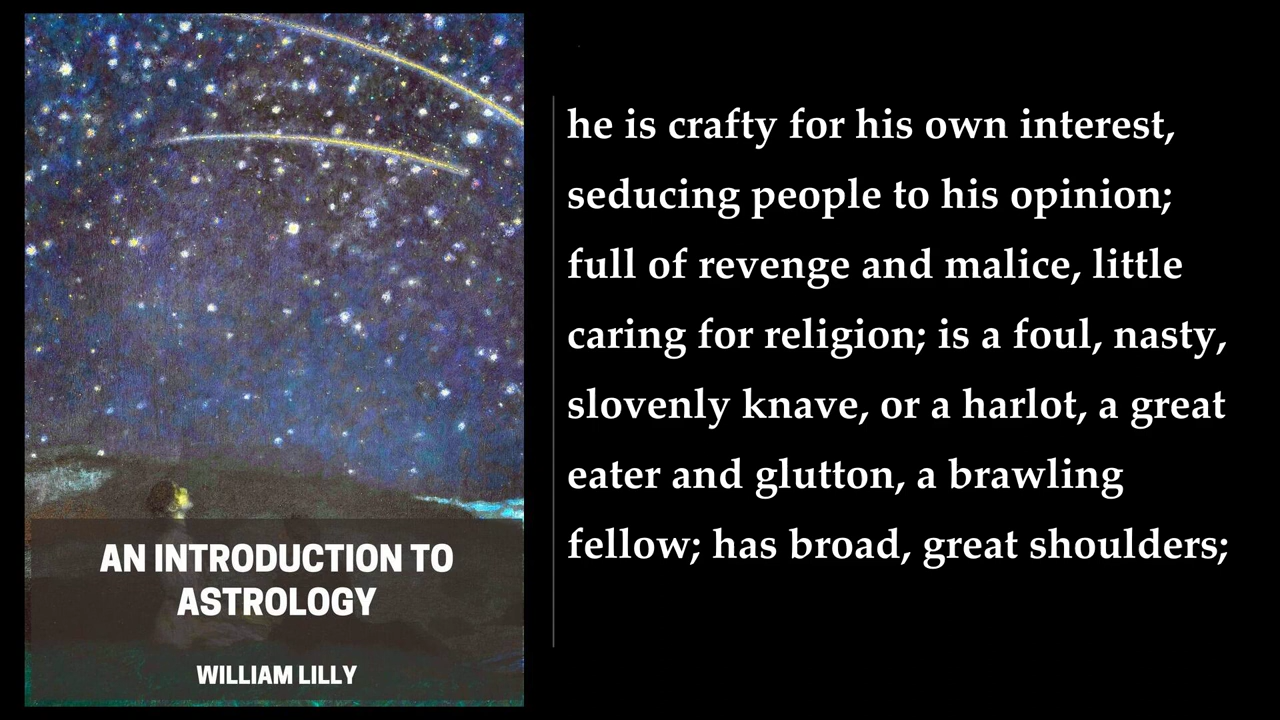 AN INTRODUCTION TO
ASTROLOGY
WILLIAM LILLY
he is crafty for his own interest,
seducing people to his opinion;
full of revenge and malice, little
caring for religion; is a foul, nasty,
slovenly knave, or a harlot, a great
eater and glutton, a brawling
fellow; has broad, great shoulders;